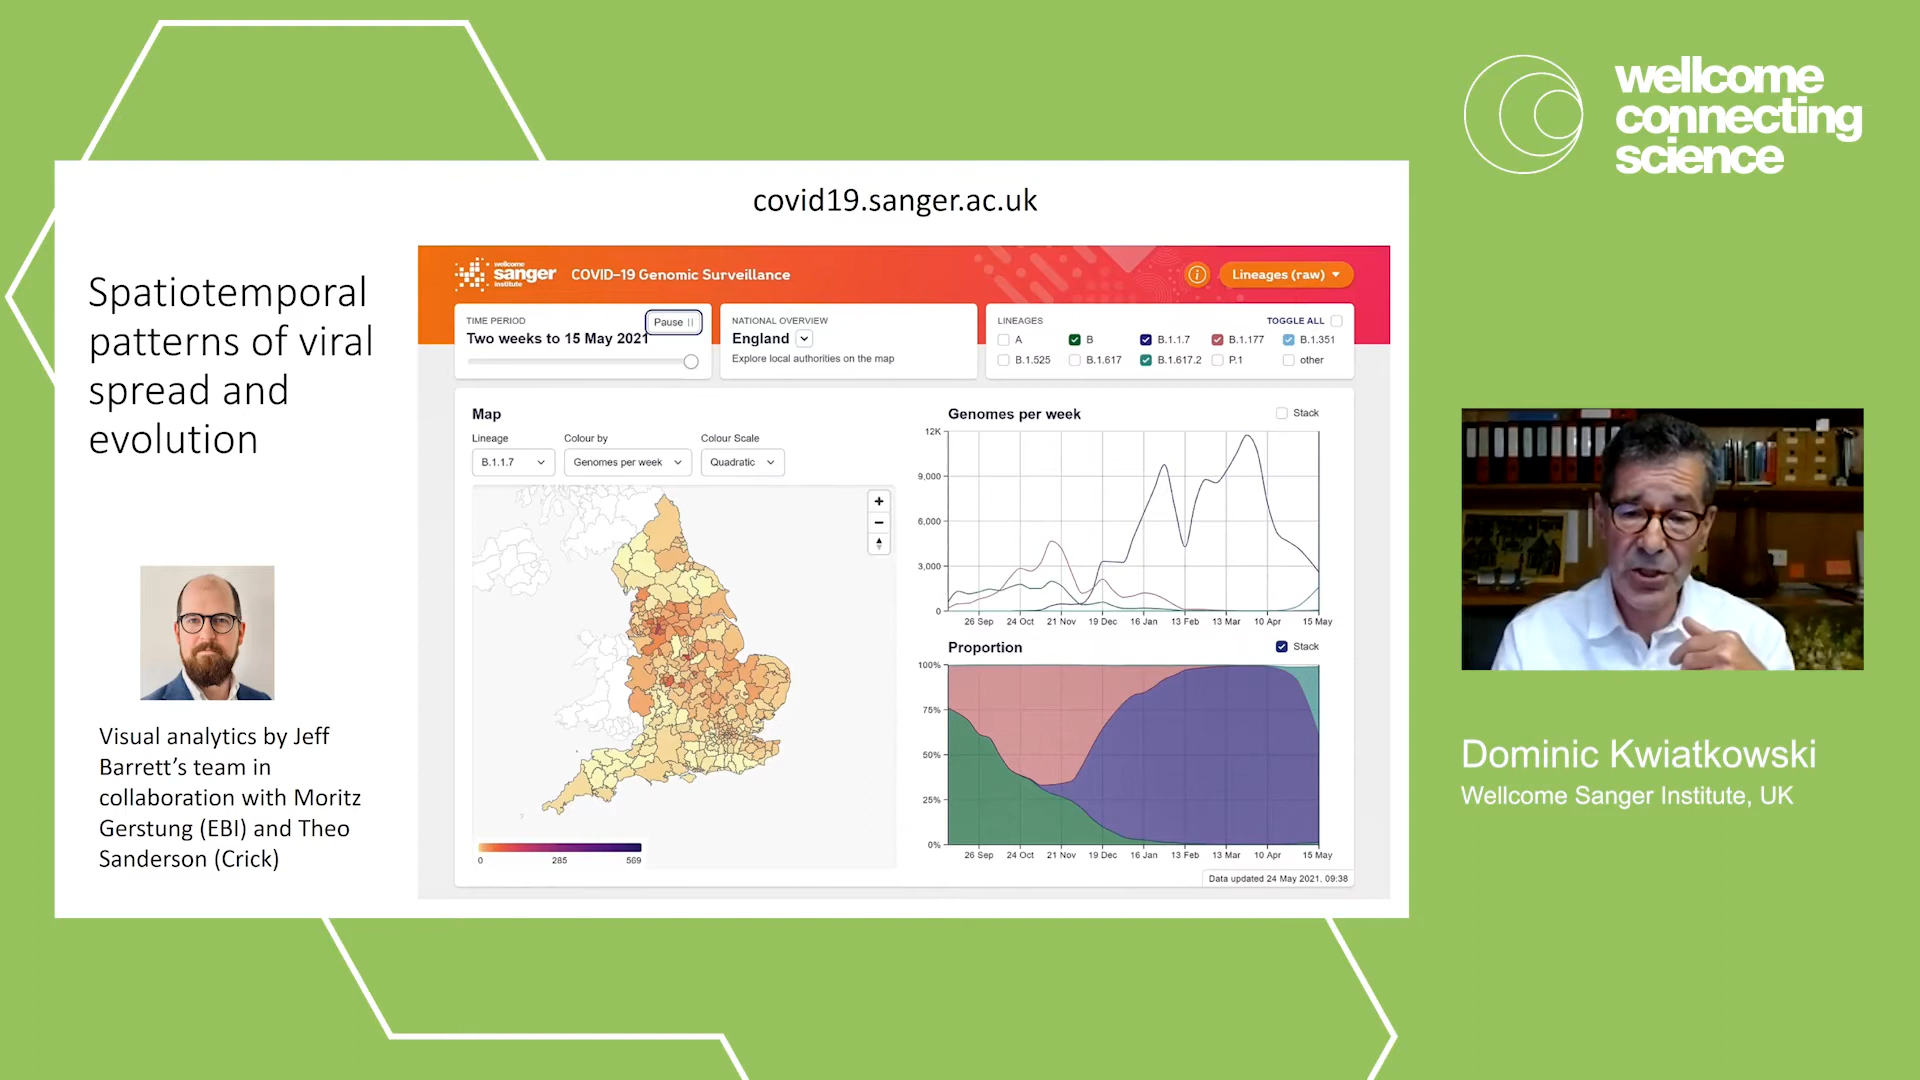 wellcome
connecting
science
covid19.sanger.ac.uk
Spatiotemporal
patterns of viral
spread and
evolution
Visual analytics by Jeff
Barrett’s team in
collaboration with Moritz
Gerstung (EBI) and Theo
Sanderson (Crick)
wellcome
sanger
institute
COVID–19 Genomic Surveillance
i
Lineages (raw)
TIME PERIOD
Pause
Two weeks to 15 May 2021
NATIONAL OVERVIEW
England
Explore local authorities on the map
LINEAGES
TOGGLE ALL
A
B
B.1.1.7
B.1.177
B.1.351
B.1.525
B.1.617
B.1.617.2
P.1
other
Map
Lineage
Colour by
Colour Scale
B.1.1.7
Genomes per week
Quadratic
+
−
0
285
569
Genomes per week
Stack
12K
9,000
6,000
3,000
0
26 Sep 24 Oct 21 Nov 19 Dec 16 Jan 13 Feb 13 Mar 10 Apr 15 May
Proportion
Stack
100%
75%
50%
25%
0%
26 Sep 24 Oct 21 Nov 19 Dec 16 Jan 13 Feb 13 Mar 10 Apr 15 May
Data updated 24 May 2021, 09:38
Dominic Kwiatkowski
Wellcome Sanger Institute, UK